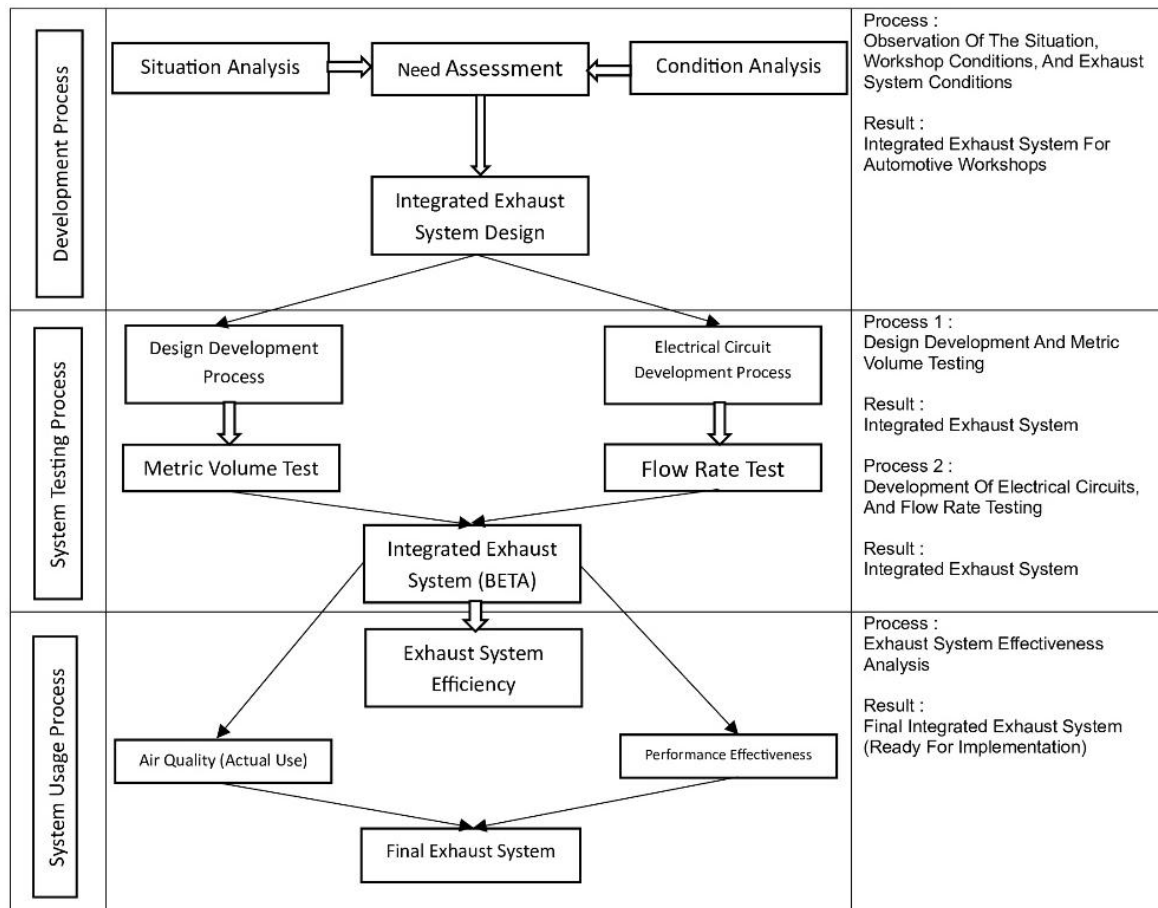 Development Process
Situation Analysis
Need Assessment
Condition Analysis
Integrated Exhaust
System Design
Process :
Observation Of The Situation,
Workshop Conditions, And Exhaust
System Conditions
Result :
Integrated Exhaust System For
Automotive Workshops
System Testing Process
Design Development
Process
Electrical Circuit
Development Process
Metric Volume Test
Flow Rate Test
Integrated Exhaust
System (BETA)
Process 1 :
Design Development And Metric
Volume Testing
Result :
Integrated Exhaust System
Process 2 :
Development Of Electrical Circuits,
And Flow Rate Testing
Result :
Integrated Exhaust System
System Usage Process
Exhaust System
Efficiency
Air Quality (Actual Use)
Performance Effectiveness
Final Exhaust System
Process :
Exhaust System Effectiveness
Analysis
Result :
Final Integrated Exhaust System
(Ready For Implementation)